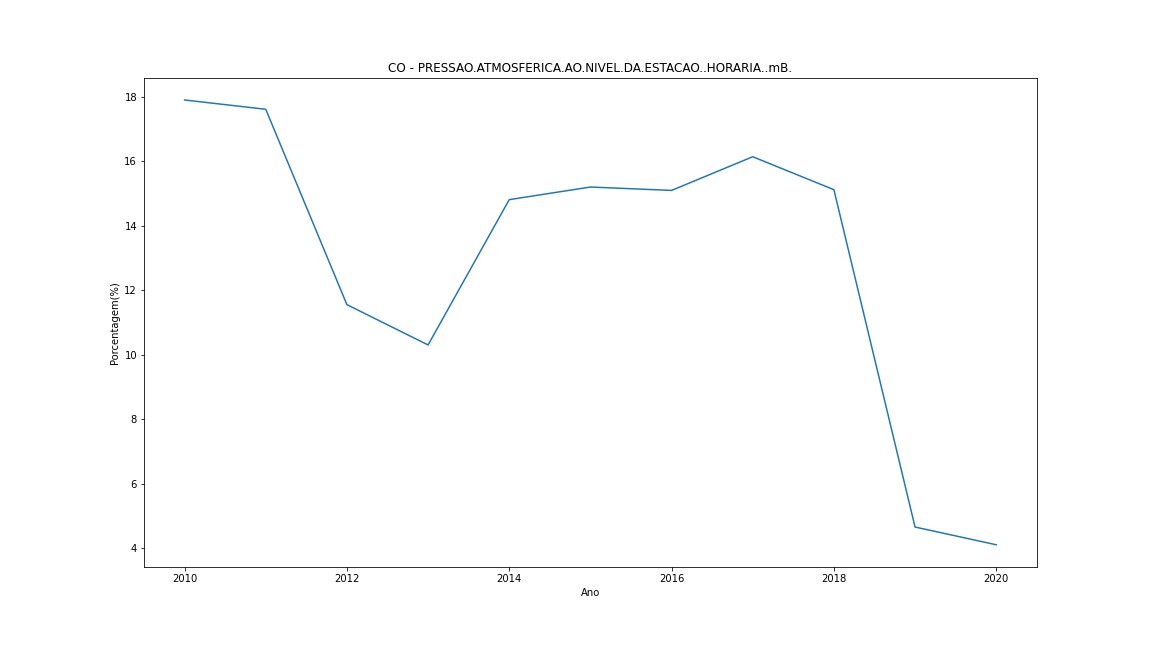 CO - PRESSAO.ATMOSFERICA.AO.NIVEL.DA.ESTACAO..HORARIA..mB.
18
16
14
12
10
8
6
4
Porcentagem(%)
2010 2012 2014 2016 2018 2020
Ano